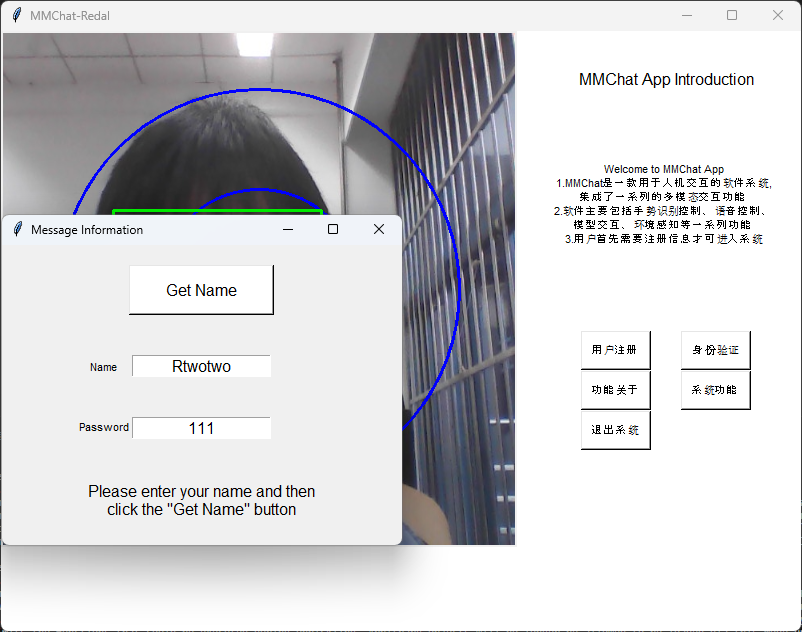 MMChat-Redal
MMChat App Introduction
Welcome to MMChat App
1.MMChat是一款用于人机交互的软件系统,
集成了一系列的多模态交互功能
2.软件主要包括手势识别控制、语音控制、
模型交互、环境感知等一系列功能
3.用户首先需要注册信息才可进入系统
用户注册
身份验证
功能关于
系统功能
退出系统
Message Information
Get Name
Name
Rtwotwo
Password
111
Please enter your name and then
click the "Get Name" button